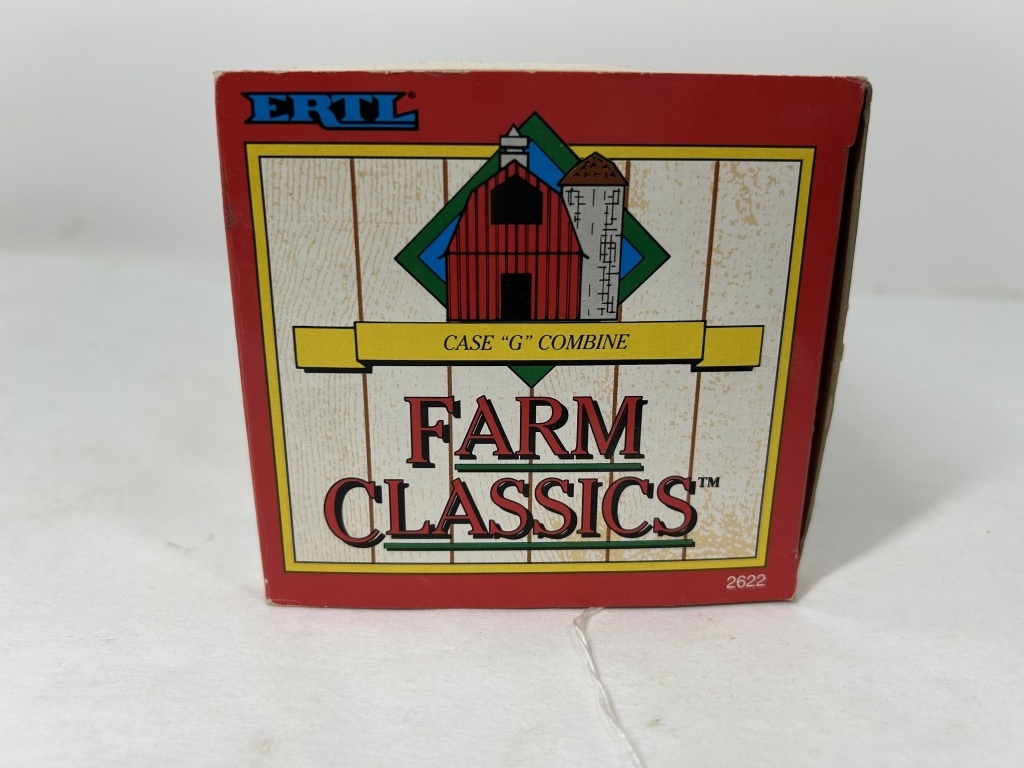 ERTL®
CASE “G” COMBINE
FARM
CLASSICS™
2622